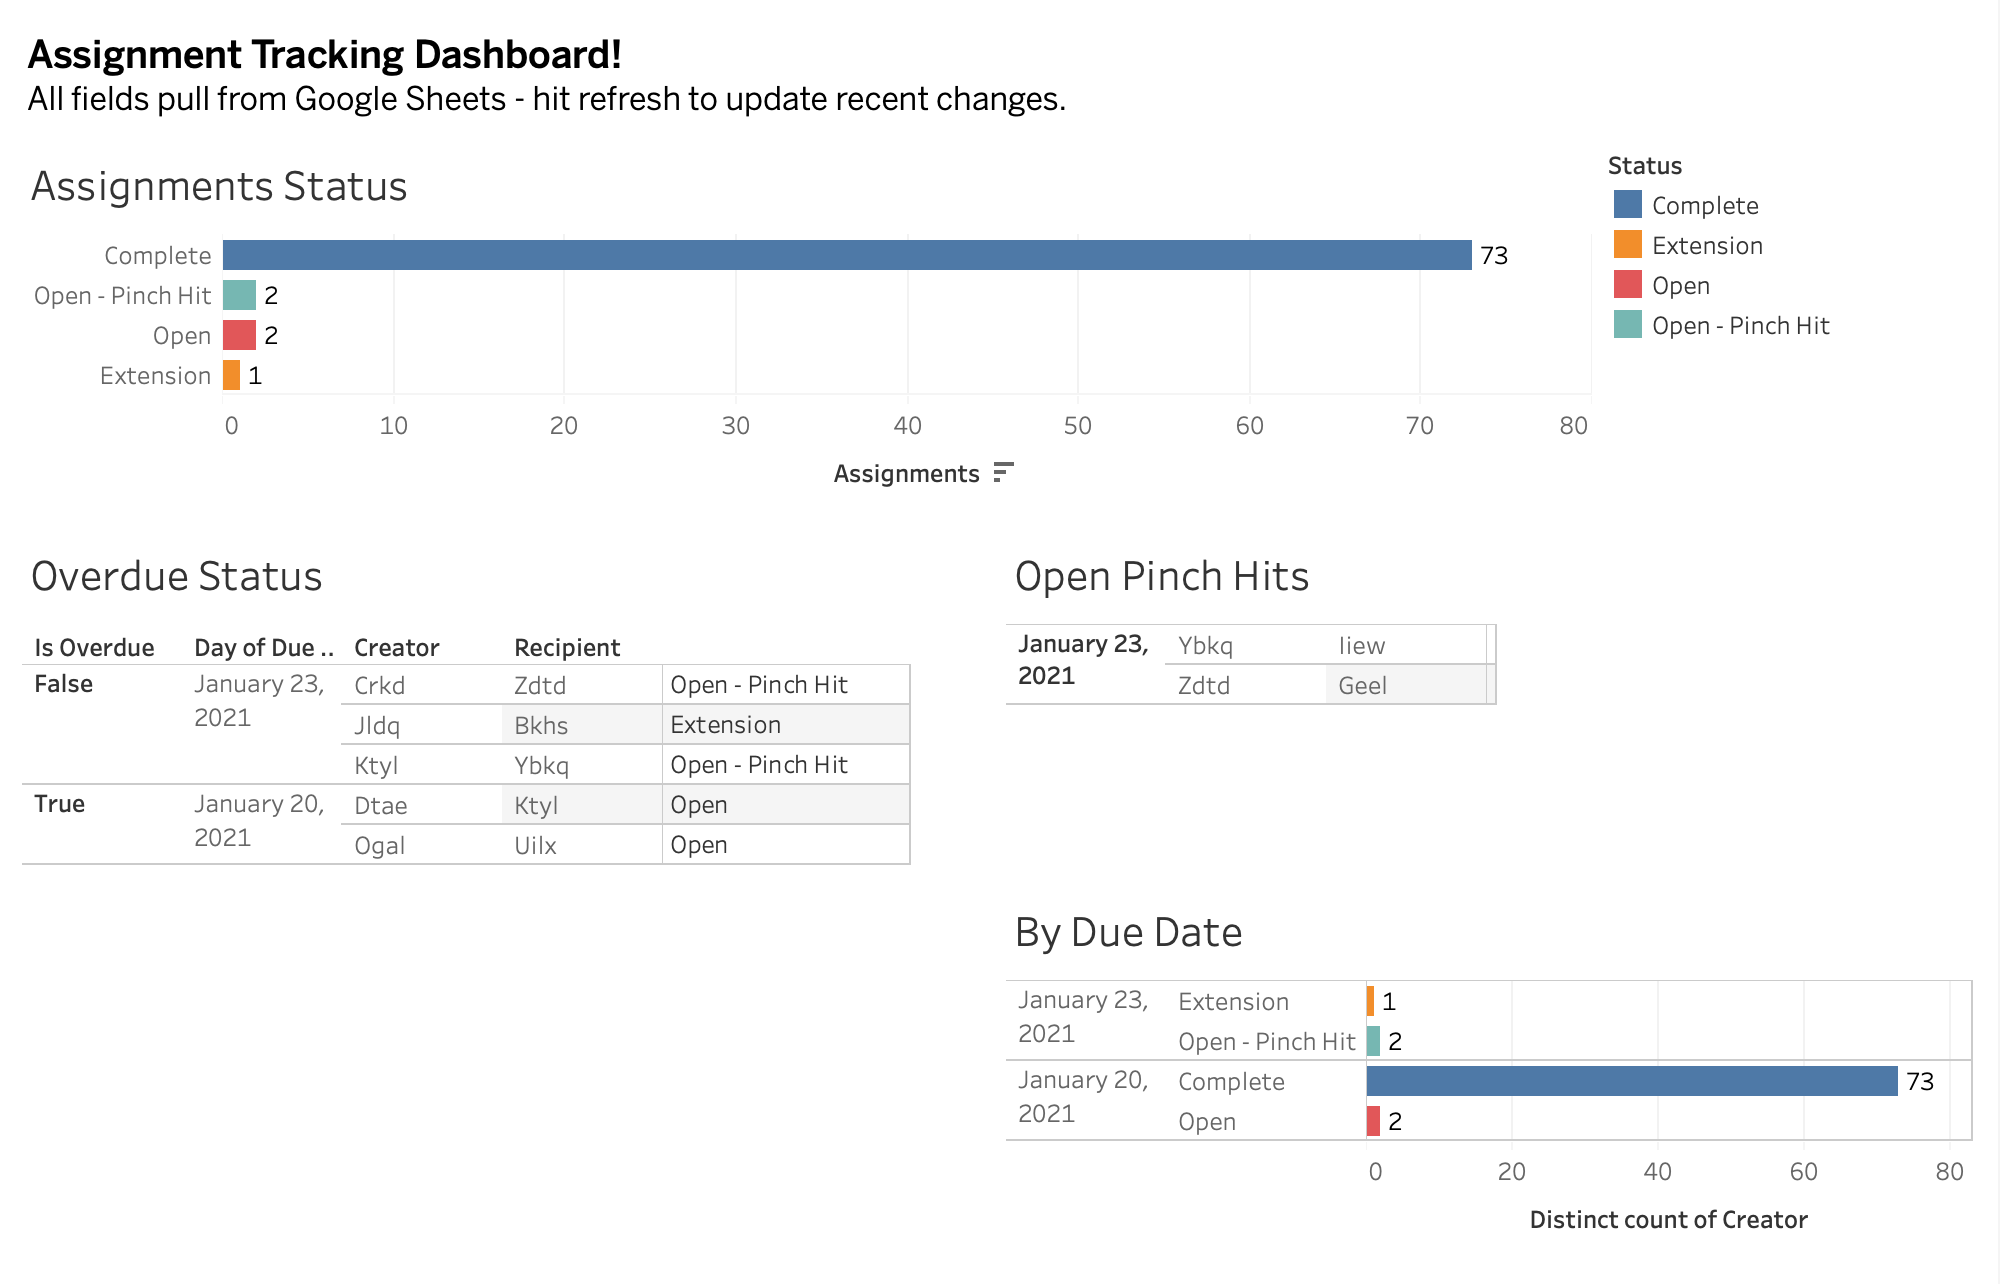 Assignment Tracking Dashboard!
All fields pull from Google Sheets - hit refresh to update recent changes.
Assignments Status
Complete 73
Open - Pinch Hit 2
Open 2
Extension 1
0 10 20 30 40 50 60 70 80
Assignments
Status
Complete
Extension
Open
Open - Pinch Hit
Overdue Status
Is Overdue Day of Due .. Creator Recipient
False January 23, Crkd Zdtd Open - Pinch Hit
2021 Jldq Bkhs Extension
Ktyl Ybkq Open - Pinch Hit
True January 20, Dtae Ktyl Open
2021 Ogal Uilx Open
Open Pinch Hits
January 23, Ybkq
2021 Zdtd Geel
By Due Date
January 23, Extension 1
2021 Open - Pinch Hit 2
January 20, Complete 73
2021 Open 2
0 20 40 60 80
Distinct count of Creator